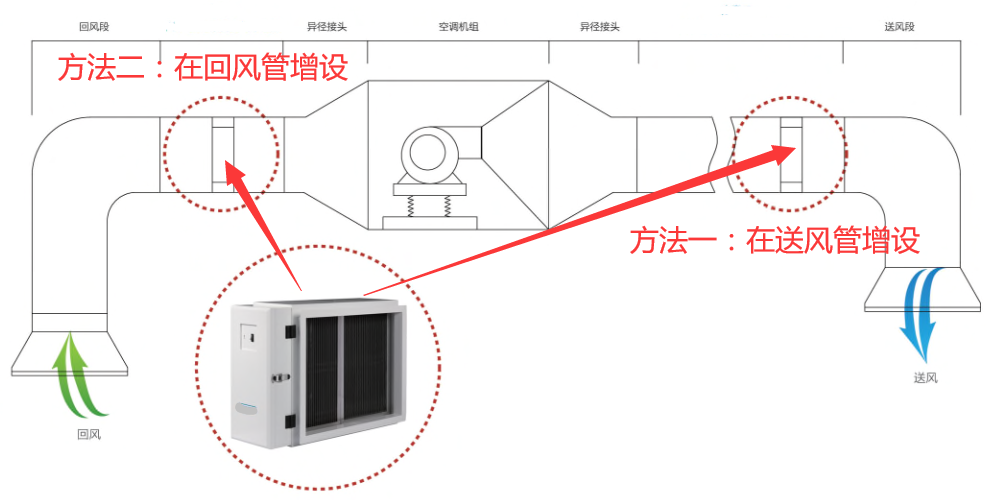 回风段
异径接头
空调机组
异径接头
送风段
方法二：在回风管增设
方法一：在送风管增设
送风
回风